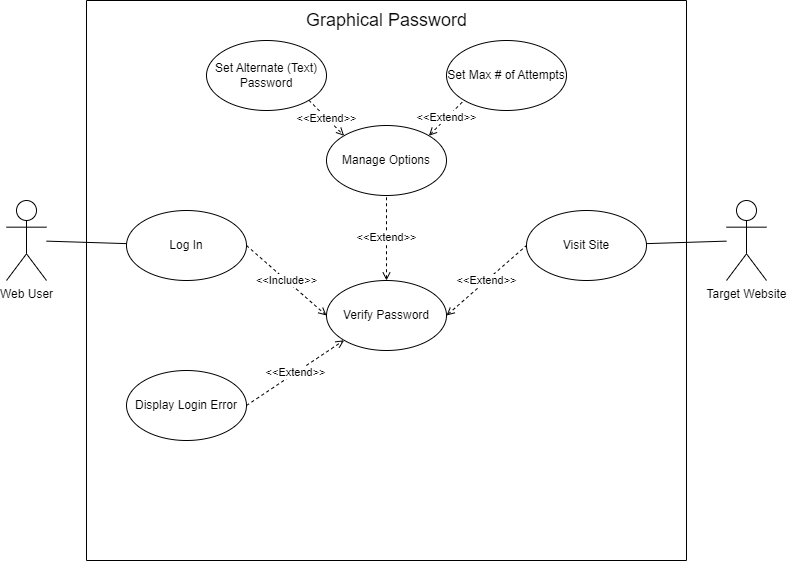 Graphical Password
Set Alternate (Text)
Password
Set Max # of Attempts
<<Extend>>
<<Extend>>
Manage Options
<<Extend>>
Log In
Visit Site
<<Include>>
<<Extend>>
Web User
Target Website
Verify Password
<<Extend>>
Display Login Error